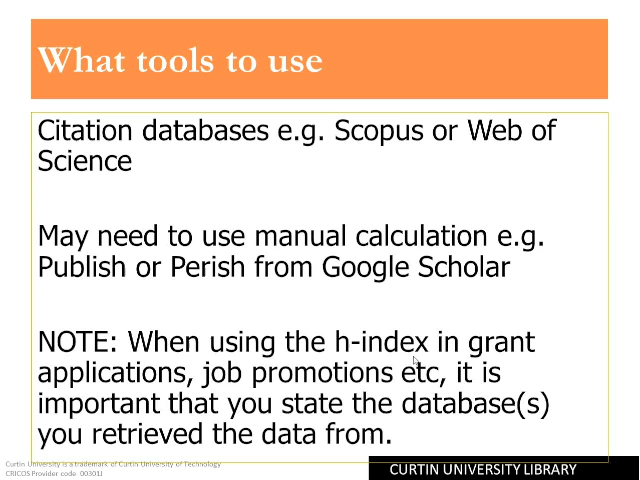 What tools to use
Citation databases e.g. Scopus or Web of
Science
May need to use manual calculation e.g.
Publish or Perish from Google Scholar
NOTE: When using the h-index in grant
applications, job promotions etc, it is
important that you state the database(s)
you retrieved the data from.
Curtin University is a trademark of Curtin University of Technology
CRICOS Provider code 00301J
CURTIN UNIVERSITY LIBRARY